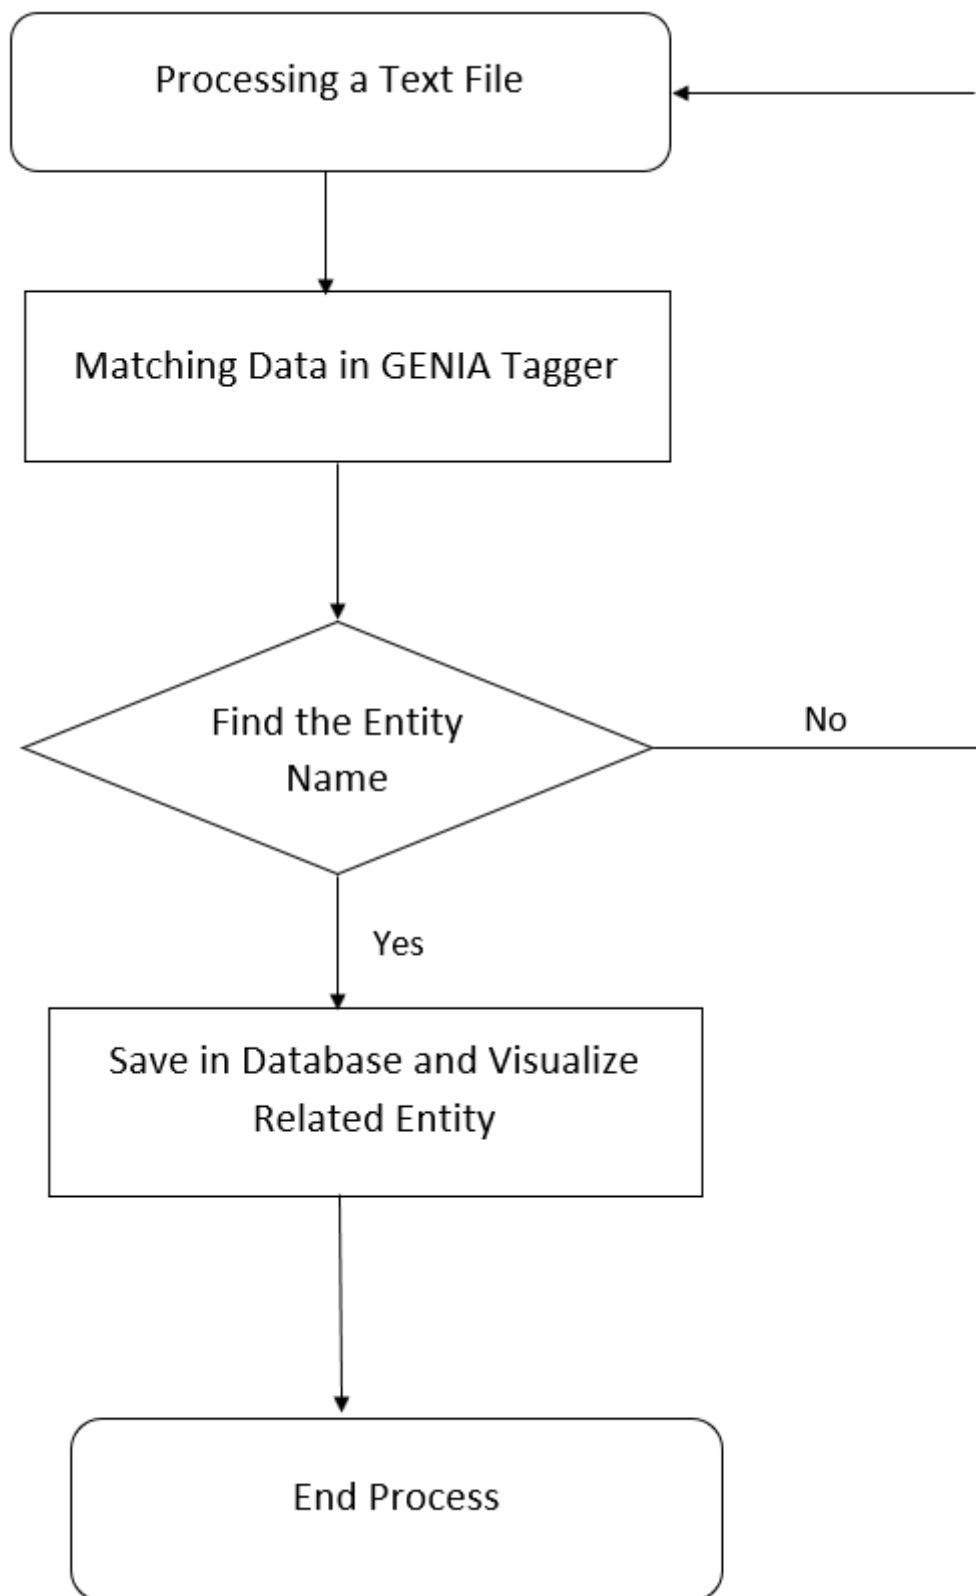 Processing a Text File
Matching Data in GENIA Tagger
Find the Entity
Name
No
Yes
Save in Database and Visualize
Related Entity
End Process